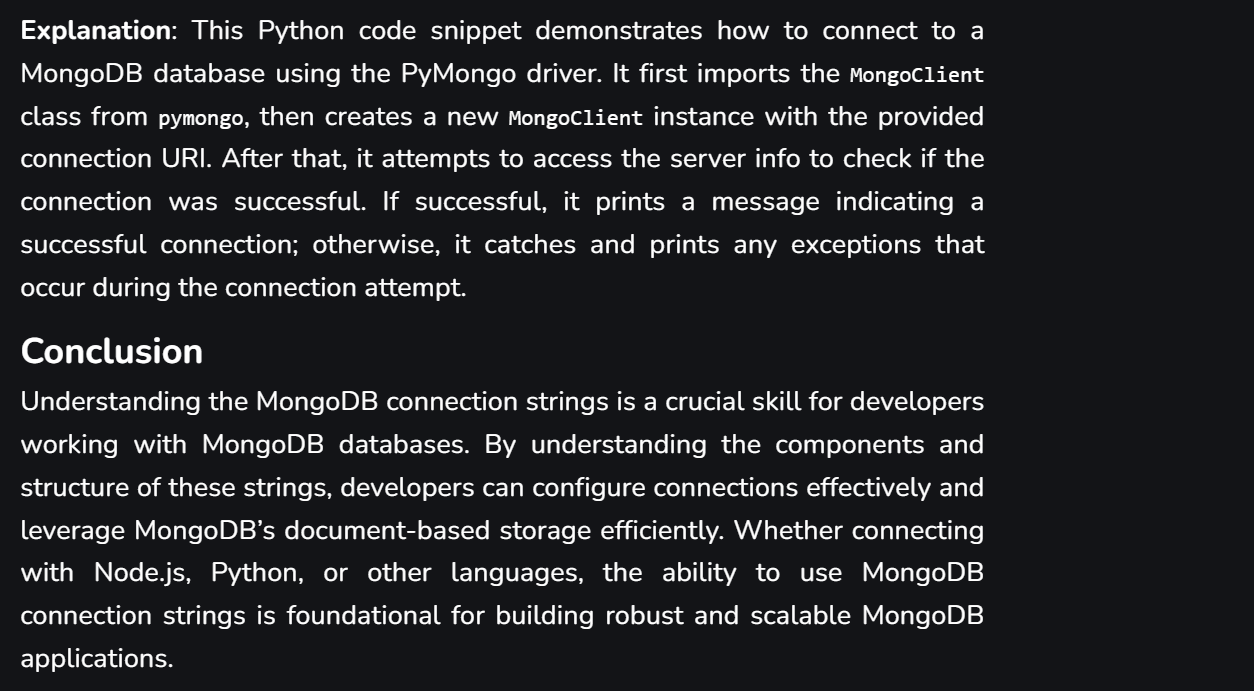 Explanation: This Python code snippet demonstrates how to connect to a
MongoDB database using the PyMongo driver. It first imports the MongoClient
class from pymongo, then creates a new MongoClient instance with the provided
connection URI. After that, it attempts to access the server info to check if the
connection was successful. If successful, it prints a message indicating a
successful connection; otherwise, it catches and prints any exceptions that
occur during the connection attempt.
Conclusion
Understanding the MongoDB connection strings is a crucial skill for developers
working with MongoDB databases. By understanding the components and
structure of these strings, developers can configure connections effectively and
leverage MongoDB’s document-based storage efficiently. Whether connecting
with Node.js, Python, or other languages, the ability to use MongoDB
connection strings is foundational for building robust and scalable MongoDB
applications.